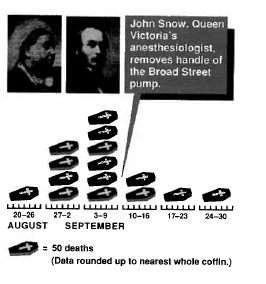 John Snow, Queen
Victoria's
anesthesiologist,
removes handle of
the Broad Street
pump.
20–26 27–2 3–9 10–16 17–23 24–30
AUGUST SEPTEMBER
= 50 deaths
(Data rounded up to nearest whole coffin.)